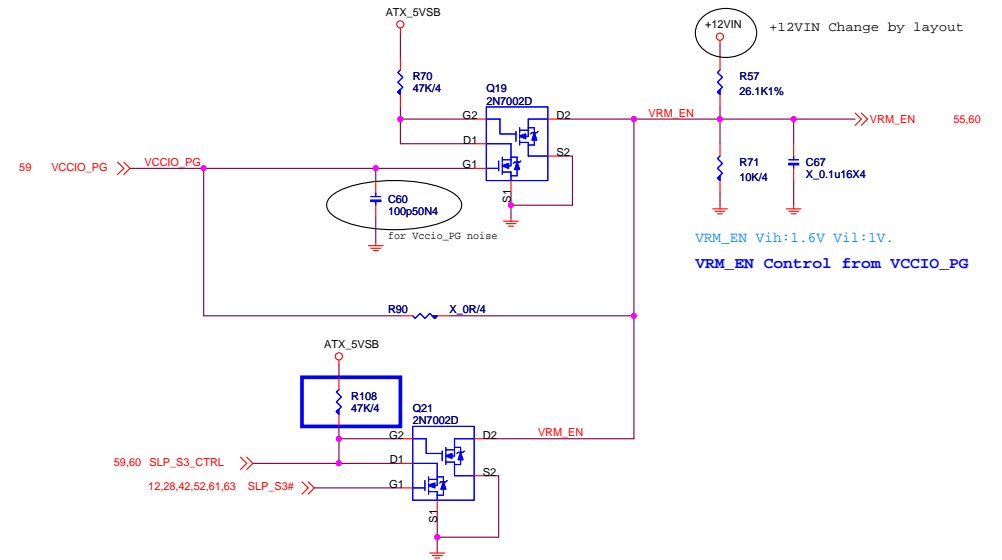 ATX_5VSB
+12VIN
+12VIN Change by layout
R70
47K/4
Q19
2N7002D
R57
26.1K1%
G2
D2
VRM_EN
VRM_EN
55,60
D1
S2
59
VCCIO_PG
VCCIO_PG
G1
R71
10K/4
C67
X_0.1u16X4
S1
C60
100p50N4
for Vccio_PG noise
VRM_EN Vih:1.6V Vil:1V.
VRM_EN Control from VCCIO_PG
R90
X_0R/4
ATX_5VSB
R108
47K/4
Q21
2N7002D
G2
D2
VRM_EN
59,60
SLP_S3_CTRL
D1
S2
12,28,42,52,61,63
SLP_S3#
G1
S1